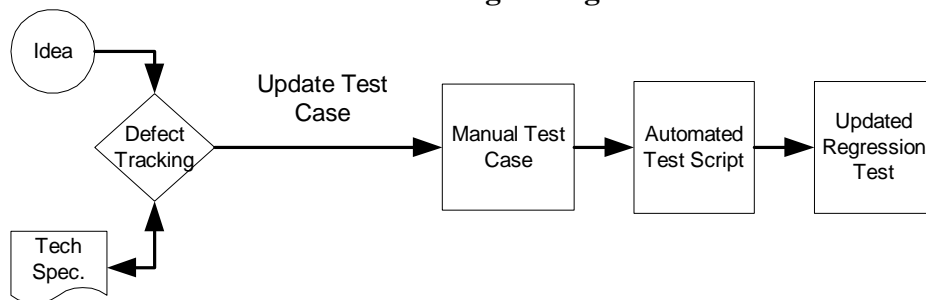 Idea
Update Test
Case
Defect
Tracking
Manual Test
Case
Automated
Test Script
Updated
Regression
Test
Tech
Spec.